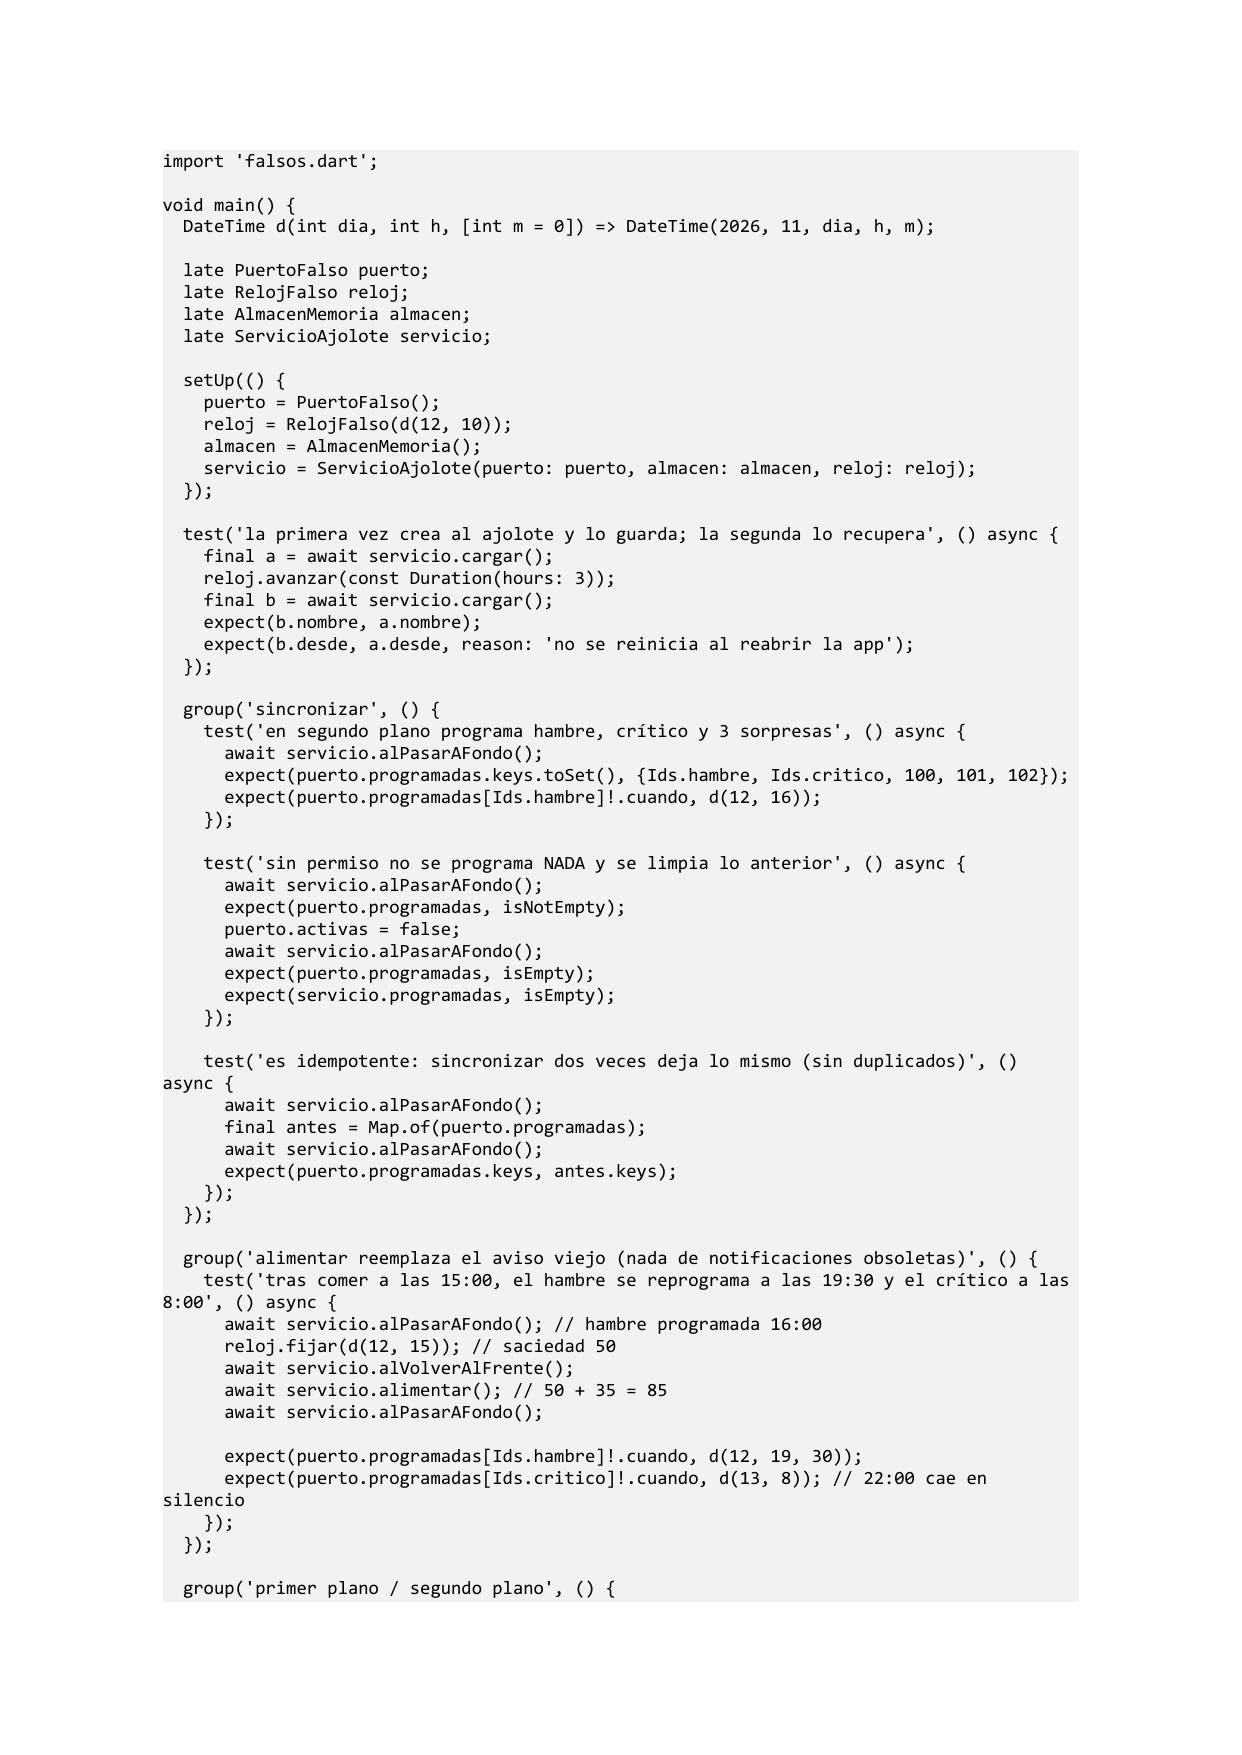 import 'falsos.dart';

void main() {
  DateTime d(int dia, int h, [int m = 0]) => DateTime(2026, 11, dia, h, m);

  late PuertoFalso puerto;
  late RelojFalso reloj;
  late AlmacenMemoria almacen;
  late ServicioAjolote servicio;

  setUp(() {
    puerto = PuertoFalso();
    reloj = RelojFalso(d(12, 10));
    almacen = AlmacenMemoria();
    servicio = ServicioAjolote(puerto: puerto, almacen: almacen, reloj: reloj);
  });

  test('la primera vez crea al ajolote y lo guarda; la segunda lo recupera', () async {
    final a = await servicio.cargar();
    reloj.avanzar(const Duration(hours: 3));
    final b = await servicio.cargar();
    expect(b.nombre, a.nombre);
    expect(b.desde, a.desde, reason: 'no se reinicia al reabrir la app');
  });

  group('sincronizar', () {
    test('en segundo plano programa hambre, crítico y 3 sorpresas', () async {
      await servicio.alPasarAFondo();
      expect(puerto.programadas.keys.toSet(), {Ids.hambre, Ids.critico, 100, 101, 102});
      expect(puerto.programadas[Ids.hambre]!.cuando, d(12, 16));
    });

    test('sin permiso no se programa NADA y se limpia lo anterior', () async {
      await servicio.alPasarAFondo();
      expect(puerto.programadas, isNotEmpty);
      puerto.activas = false;
      await servicio.alPasarAFondo();
      expect(puerto.programadas, isEmpty);
      expect(servicio.programadas, isEmpty);
    });

    test('es idempotente: sincronizar dos veces deja lo mismo (sin duplicados)', ()
async {
      await servicio.alPasarAFondo();
      final antes = Map.of(puerto.programadas);
      await servicio.alPasarAFondo();
      expect(puerto.programadas.keys, antes.keys);
    });
  });

  group('alimentar reemplaza el aviso viejo (nada de notificaciones obsoletas)', () {
    test('tras comer a las 15:00, el hambre se reprograma a las 19:30 y el crítico a las
8:00', () async {
      await servicio.alPasarAFondo(); // hambre programada 16:00
      reloj.fijar(d(12, 15)); // saciedad 50
      await servicio.alVolverAlFrente();
      await servicio.alimentar(); // 50 + 35 = 85
      await servicio.alPasarAFondo();

      expect(puerto.programadas[Ids.hambre]!.cuando, d(12, 19, 30));
      expect(puerto.programadas[Ids.critico]!.cuando, d(13, 8)); // 22:00 cae en
silencio
    });
  });

  group('primer plano / segundo plano', () {